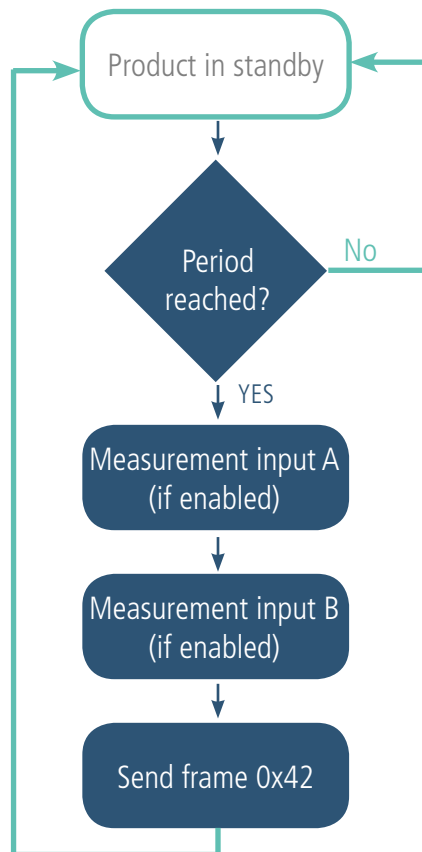 Product in standby
Period
reached?
No
YES
Measurement input A
(if enabled)
Measurement input B
(if enabled)
Send frame 0x42